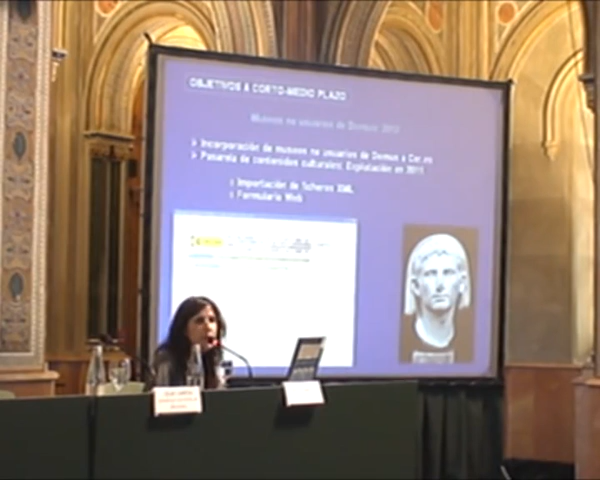 OBJETIVOS A CORTO-MEDIO PLAZO
Museos no usuarios de Domus: 2012
> Incorporación de museos no usuarios de Domus a Cer.es
> Pasarela de contenidos culturales: Explotación en 2011
Importación de ficheros XML
Formulario Web